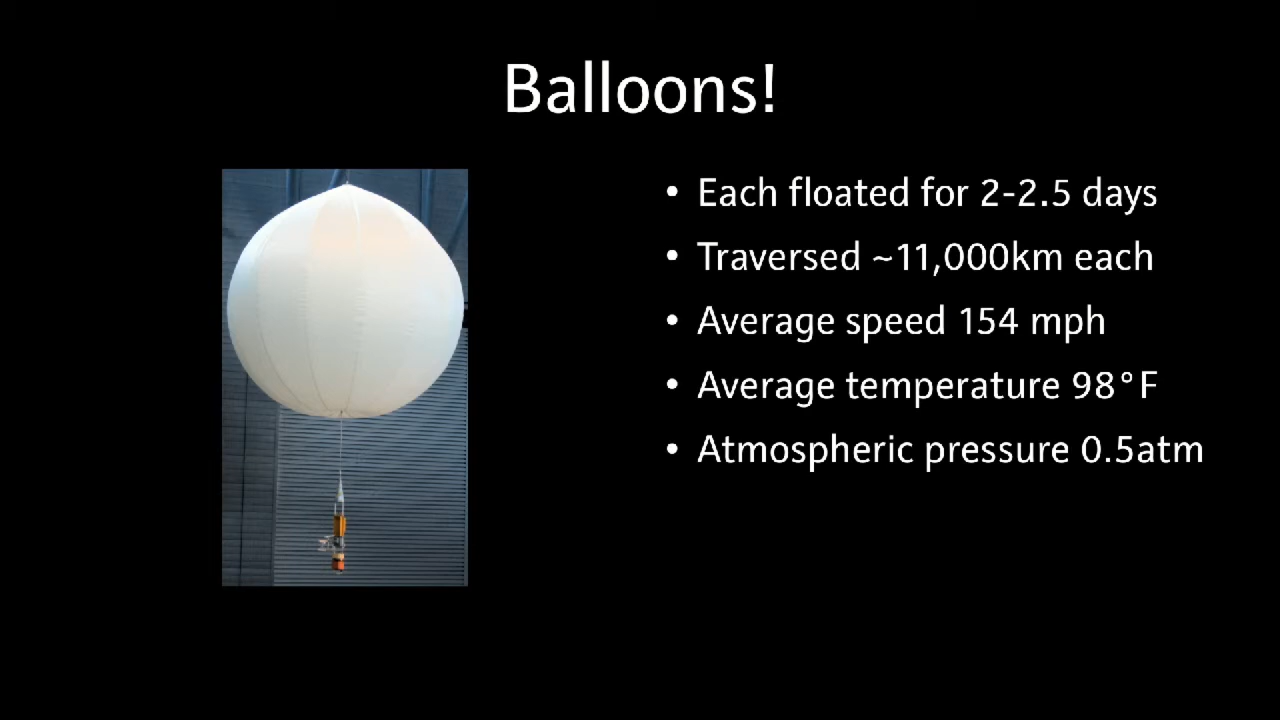 Balloons!
• Each floated for 2-2.5 days
• Traversed ~11,000km each
• Average speed 154 mph
• Average temperature 98°F
• Atmospheric pressure 0.5atm